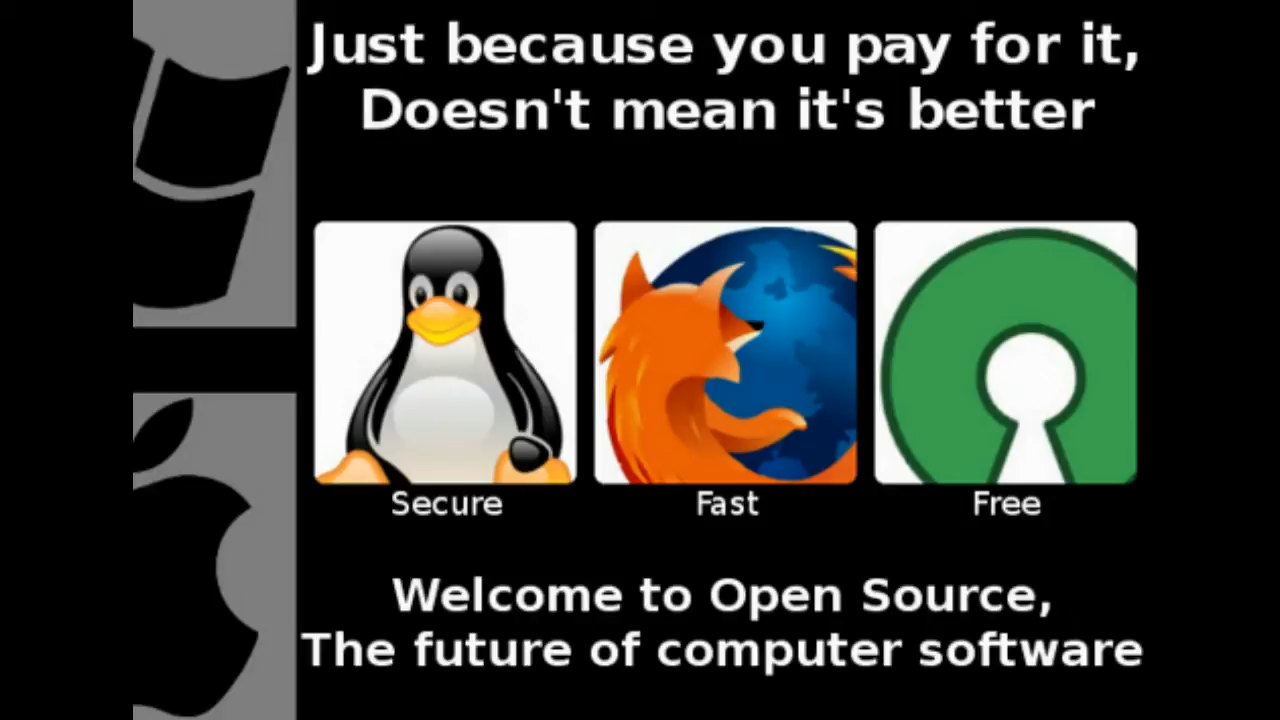 Just because you pay for it,
Doesn't mean it's better
Secure
Fast
Free
Welcome to Open Source,
The future of computer software